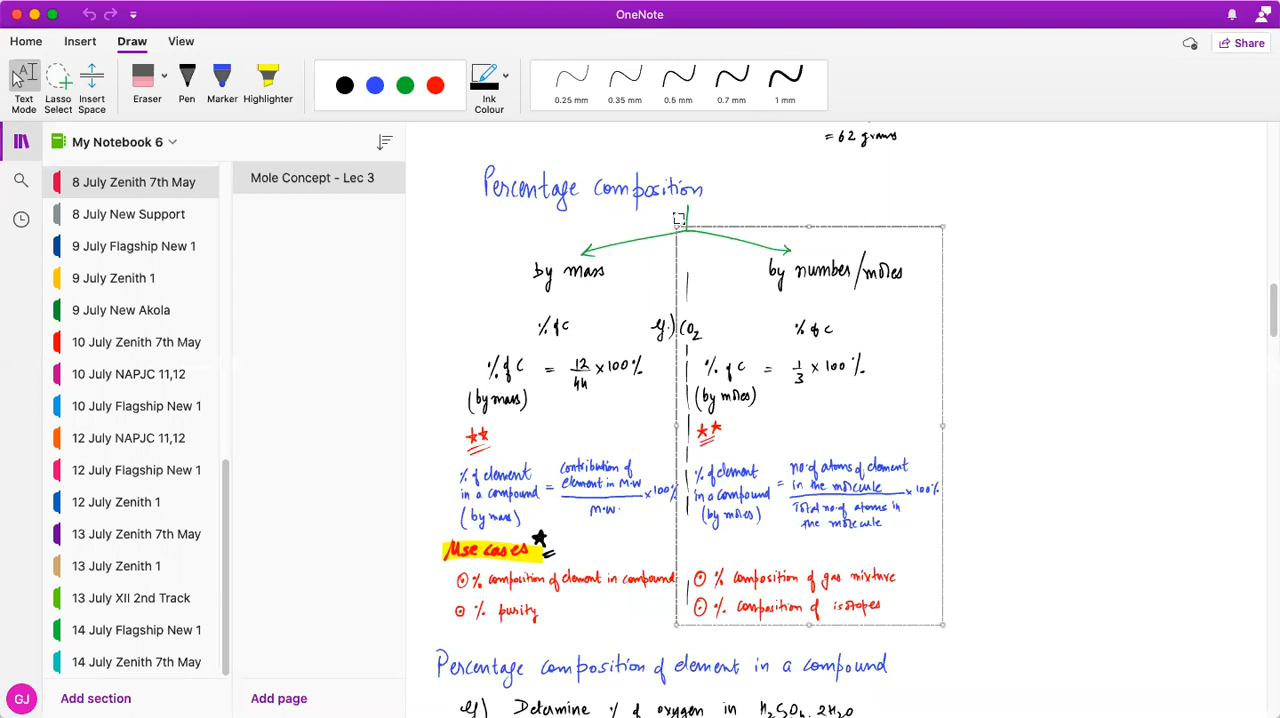 OneNote
Home Insert Draw View
Share
Text Mode
Lasso Select
Insert Space
Eraser
Pen
Marker
Highlighter
Ink Colour
0.25 mm 0.35 mm 0.5 mm 0.7 mm 1 mm
My Notebook 6
8 July Zenith 7th May
8 July New Support
9 July Flagship New 1
9 July Zenith 1
9 July New Akola
10 July Zenith 7th May
10 July NAPJC 11,12
10 July Flagship New 1
12 July NAPJC 11,12
12 July Flagship New 1
12 July Zenith 1
13 July Zenith 7th May
13 July Zenith 1
13 July XII 2nd Track
14 July Flagship New 1
14 July Zenith 7th May
GJ
Add section
Mole Concept - Lec 3
Add page
= 62 grams
Percentage composition
by mass
by number/moles
% of C
eg.) CO2
% of C
% of C (by mass) = 12/44 × 100%
% of C (by moles) = 1/3 × 100%
**
**
% of element in a compound (by mass) = contribution of element in M.W / M.W. × 100%
% of element in a compound (by moles) = no. of atoms of element in the molecule / Total no. of atoms in the molecule × 100%
Use cases
% composition of element in compound
% purity
% composition of gas mixture
% composition of isotopes
Percentage composition of element in a compound
eg) Determine % of oxygen in H2SO4.2H2O